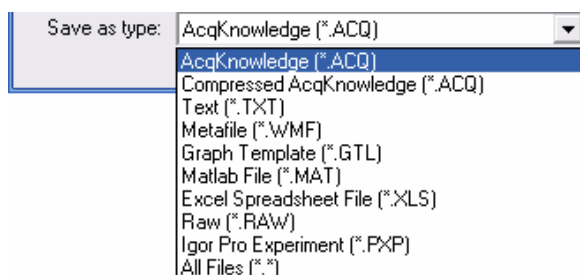 Save as type: AcqKnowledge (*.ACQ)
AcqKnowledge (*.ACQ)
Compressed AcqKnowledge (*.ACQ)
Text (*.TXT)
Metafile (*.WMF)
Graph Template (*.GTL)
Matlab File (*.MAT)
Excel Spreadsheet File (*.XLS)
Raw (*.RAW)
Igor Pro Experiment (*.PXP)
All Files (*.*)